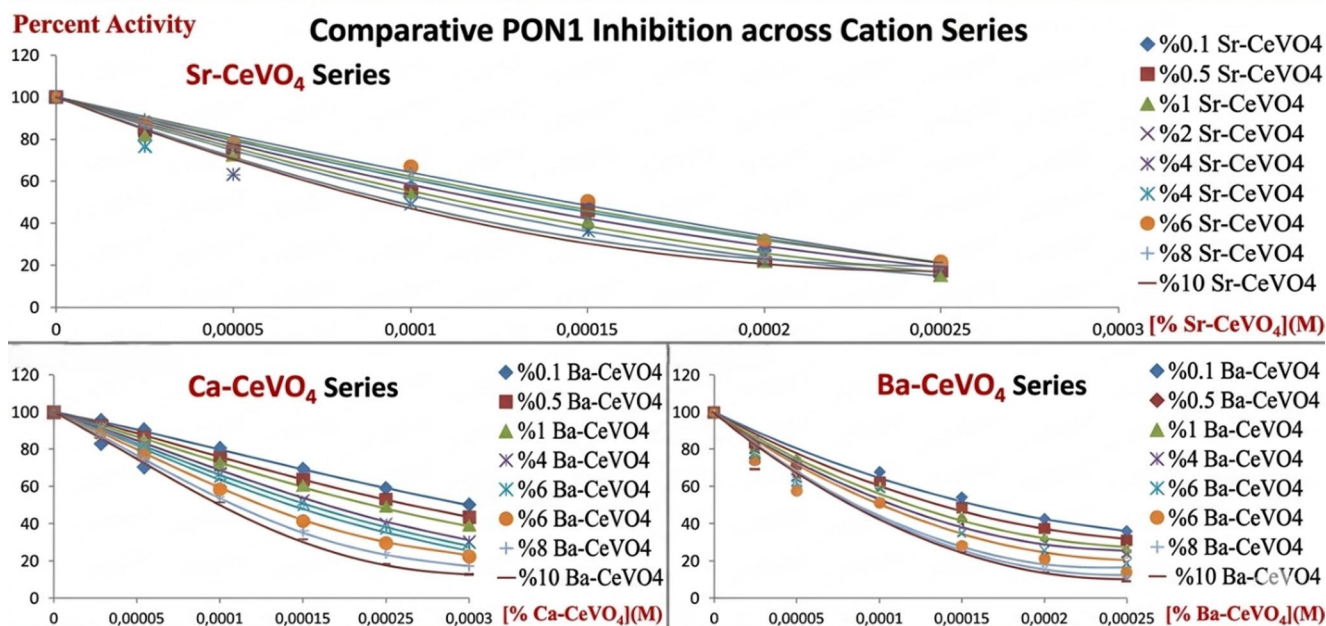 Percent Activity
Comparative PON1 Inhibition across Cation Series
Sr-CeVO₄ Series
120
100
80
60
40
20
0
0 0,00005 0,0001 0,00015 0,0002 0,00025 0,0003
[% Sr-CeVO₄](M)
%0.1 Sr-CeVO4
%0.5 Sr-CeVO4
%1 Sr-CeVO4
%2 Sr-CeVO4
%4 Sr-CeVO4
%4 Sr-CeVO4
%6 Sr-CeVO4
%8 Sr-CeVO4
%10 Sr-CeVO4
Ca-CeVO₄ Series
120
100
80
60
40
20
0
0 0,00005 0,0001 0,00015 0,00025 0,0003
[% Ca-CeVO₄](M)
%0.1 Ba-CeVO4
%0.5 Ba-CeVO4
%1 Ba-CeVO4
%4 Ba-CeVO4
%6 Ba-CeVO4
%6 Ba-CeVO4
%8 Ba-CeVO4
%10 Ba-CeVO4
Ba-CeVO₄ Series
120
100
80
60
40
20
0
0 0,00005 0,0001 0,00015 0,0002 0,00025
[% Ba-CeVO₄](M)
%0.1 Ba-CeVO4
%0.5 Ba-CeVO4
%1 Ba-CeVO4
%4 Ba-CeVO4
%6 Ba-CeVO4
%6 Ba-CeVO4
%8 Ba-CeVO4
%10 Ba-CeVO4